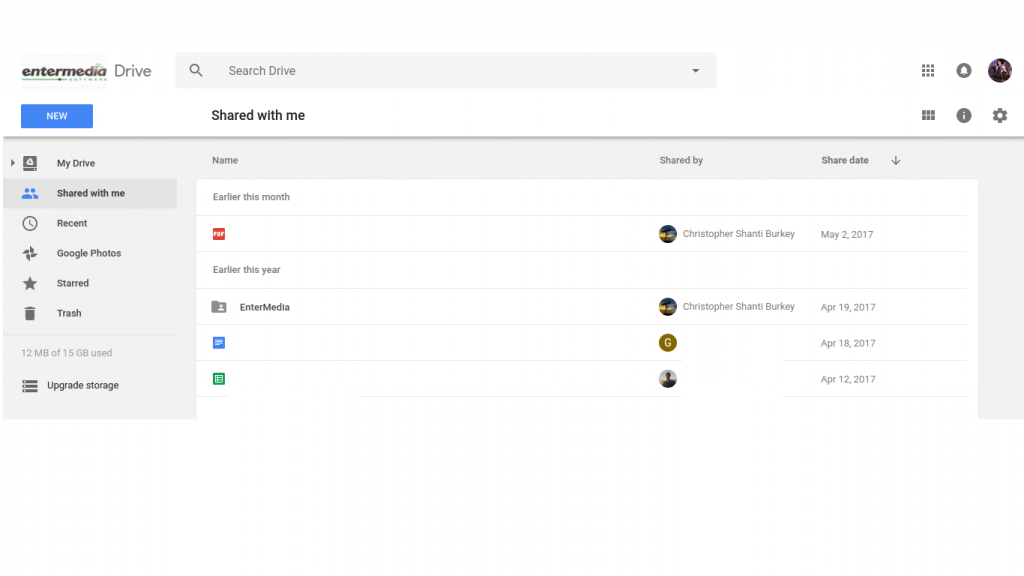 entermedia Drive
SOFTWARE
Search Drive
NEW
Shared with me
My Drive
Shared with me
Recent
Google Photos
Starred
Trash
12 MB of 15 GB used
Upgrade storage
Name Shared by Share date
Earlier this month
PDF Christopher Shanti Burkey May 2, 2017
Earlier this year
EnterMedia Christopher Shanti Burkey Apr 19, 2017
G Apr 18, 2017
Apr 12, 2017